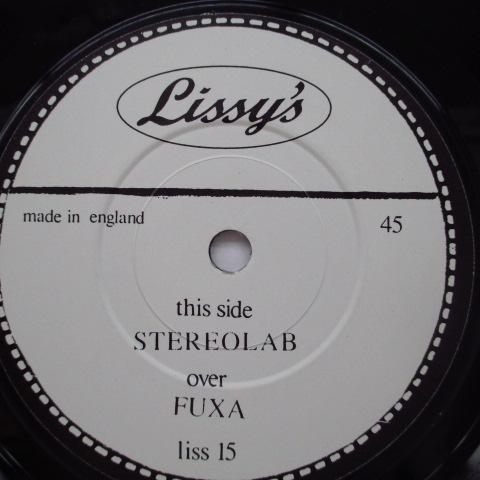 Lissy's
made in england
45
this side
STEREOLAB
over
FUXA
liss 15